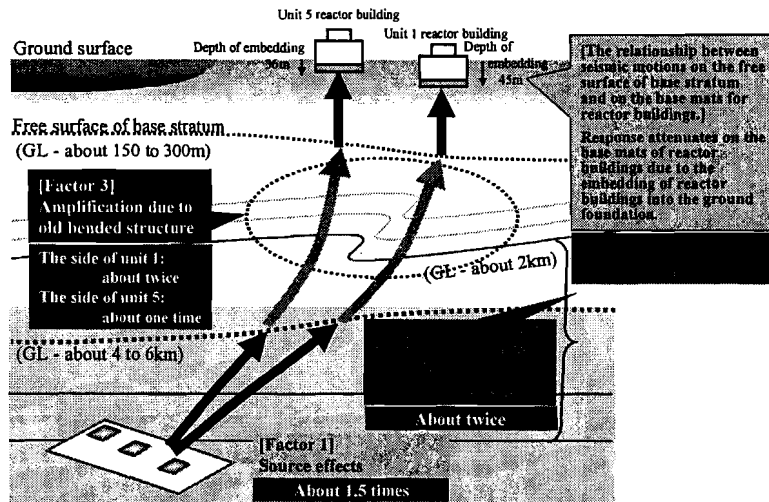 Unit 5 reactor building
Unit 1 reactor building
Ground surface
Depth of embedding
36m
Depth of
embedding
45m
[The relationship between
seismic motions on the free
surface of base stratum
and on the base mats for
reactor buildings.]
Response attenuates on the
base mats of reactor
buildings due to the
embedding of reactor
buildings into the ground
foundation.
Free surface of base stratum
(GL - about 150 to 300m)
[Factor 3]
Amplification due to
old bended structure
The side of unit 1:
about twice
The side of unit 5:
about one time
(GL - about 2km)
(GL - about 4 to 6km)
About twice
[Factor 1]
Source effects
About 1.5 times